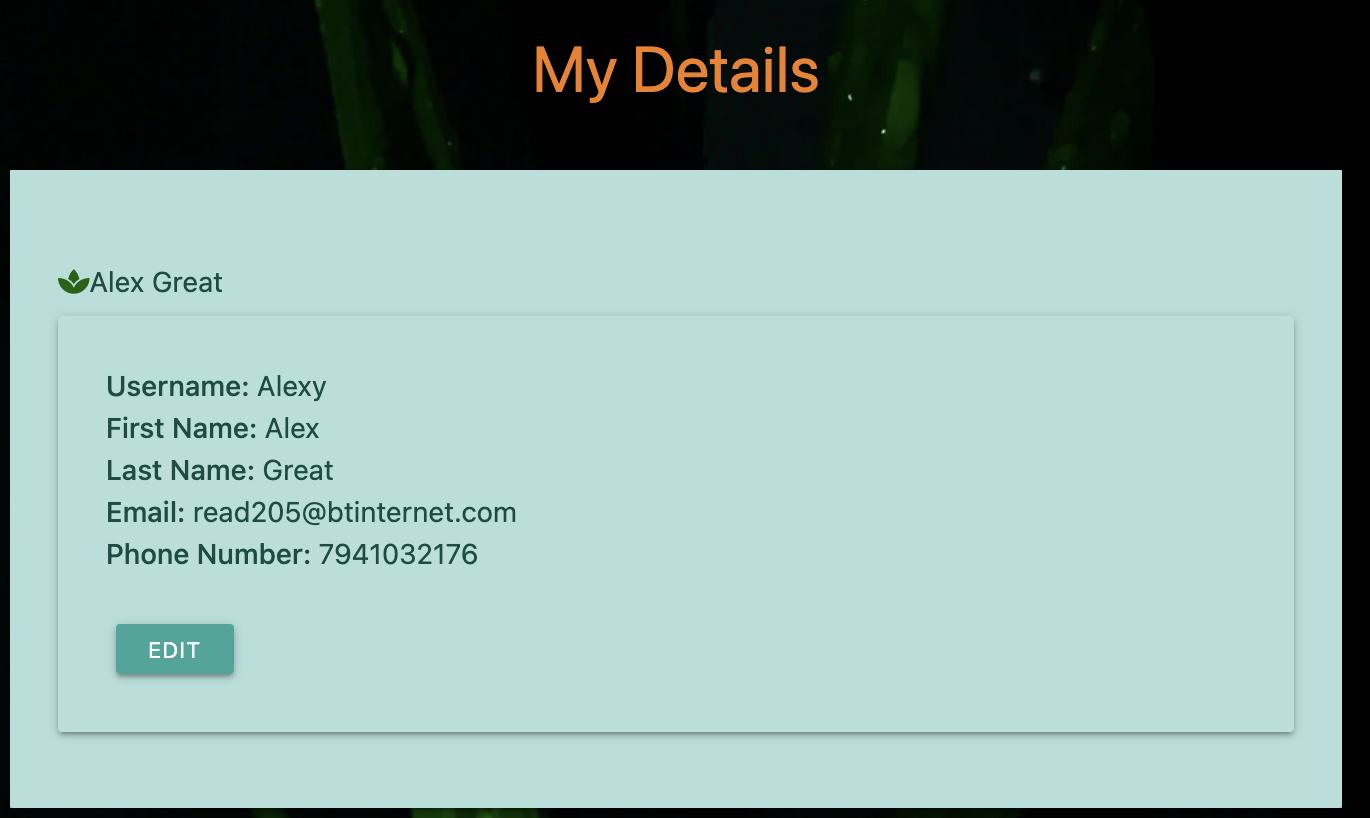 My Details
Alex Great
Username: Alexy
First Name: Alex
Last Name: Great
Email: read205@btinternet.com
Phone Number: 7941032176
EDIT